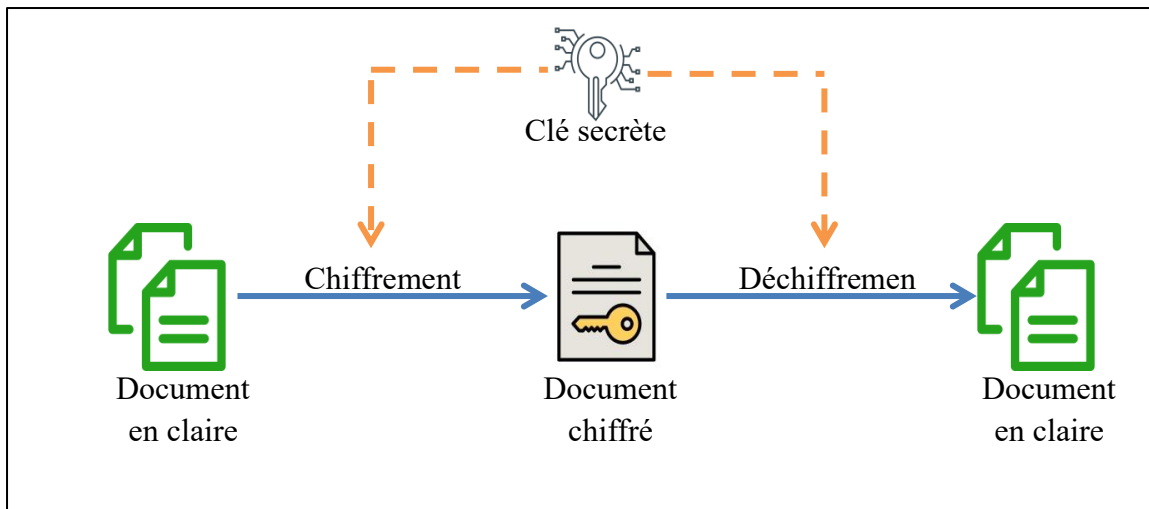 Clé secrète
Chiffrement
Déchiffremen
Document
en claire
Document
chiffré
Document
en claire